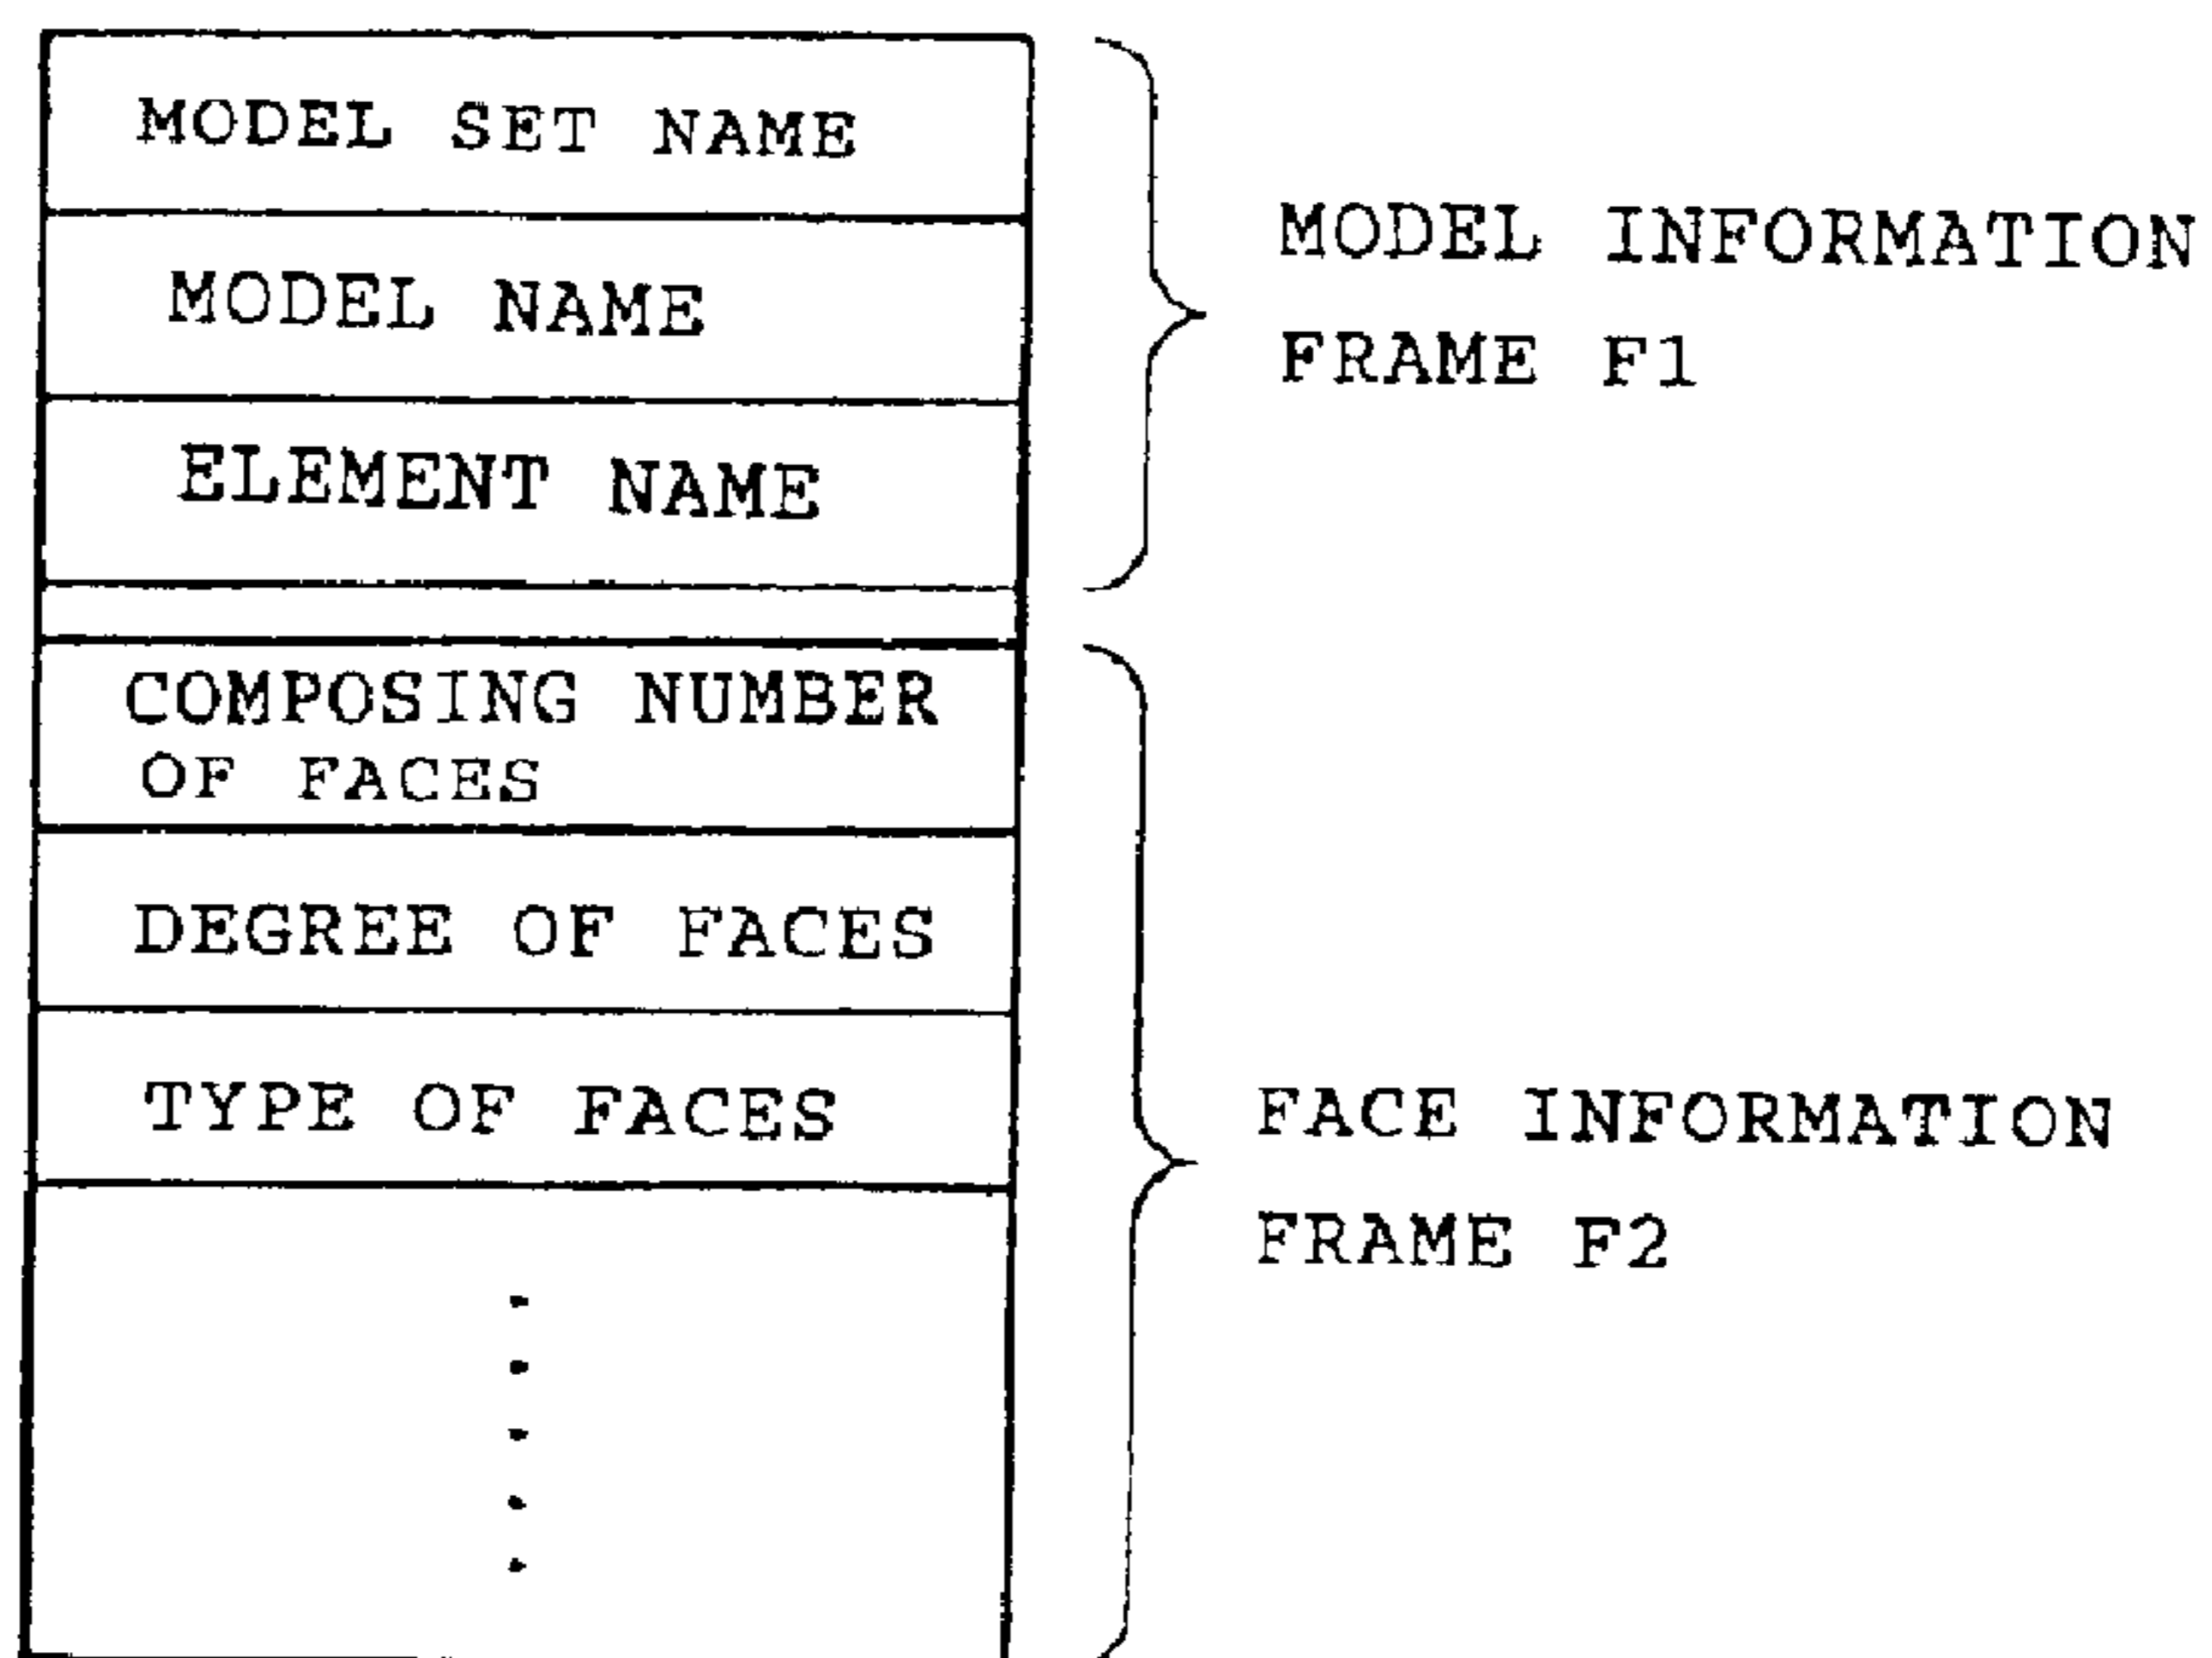 MODEL SET NAME
MODEL NAME
ELEMENT NAME
MODEL INFORMATION
FRAME F1
COMPOSING NUMBER
OF FACES
DEGREE OF FACES
TYPE OF FACES
FACE INFORMATION
FRAME F2